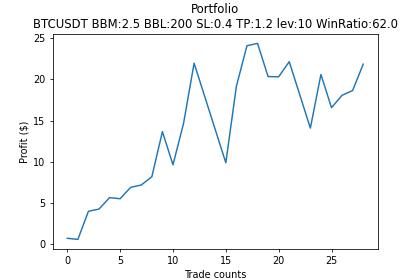 Portfolio
BTCUSDT BBM:2.5 BBL:200 SL:0.4 TP:1.2 lev:10 WinRatio:62.0
25
20
15
10
5
0
Profit ($)
0 5 10 15 20 25
Trade counts